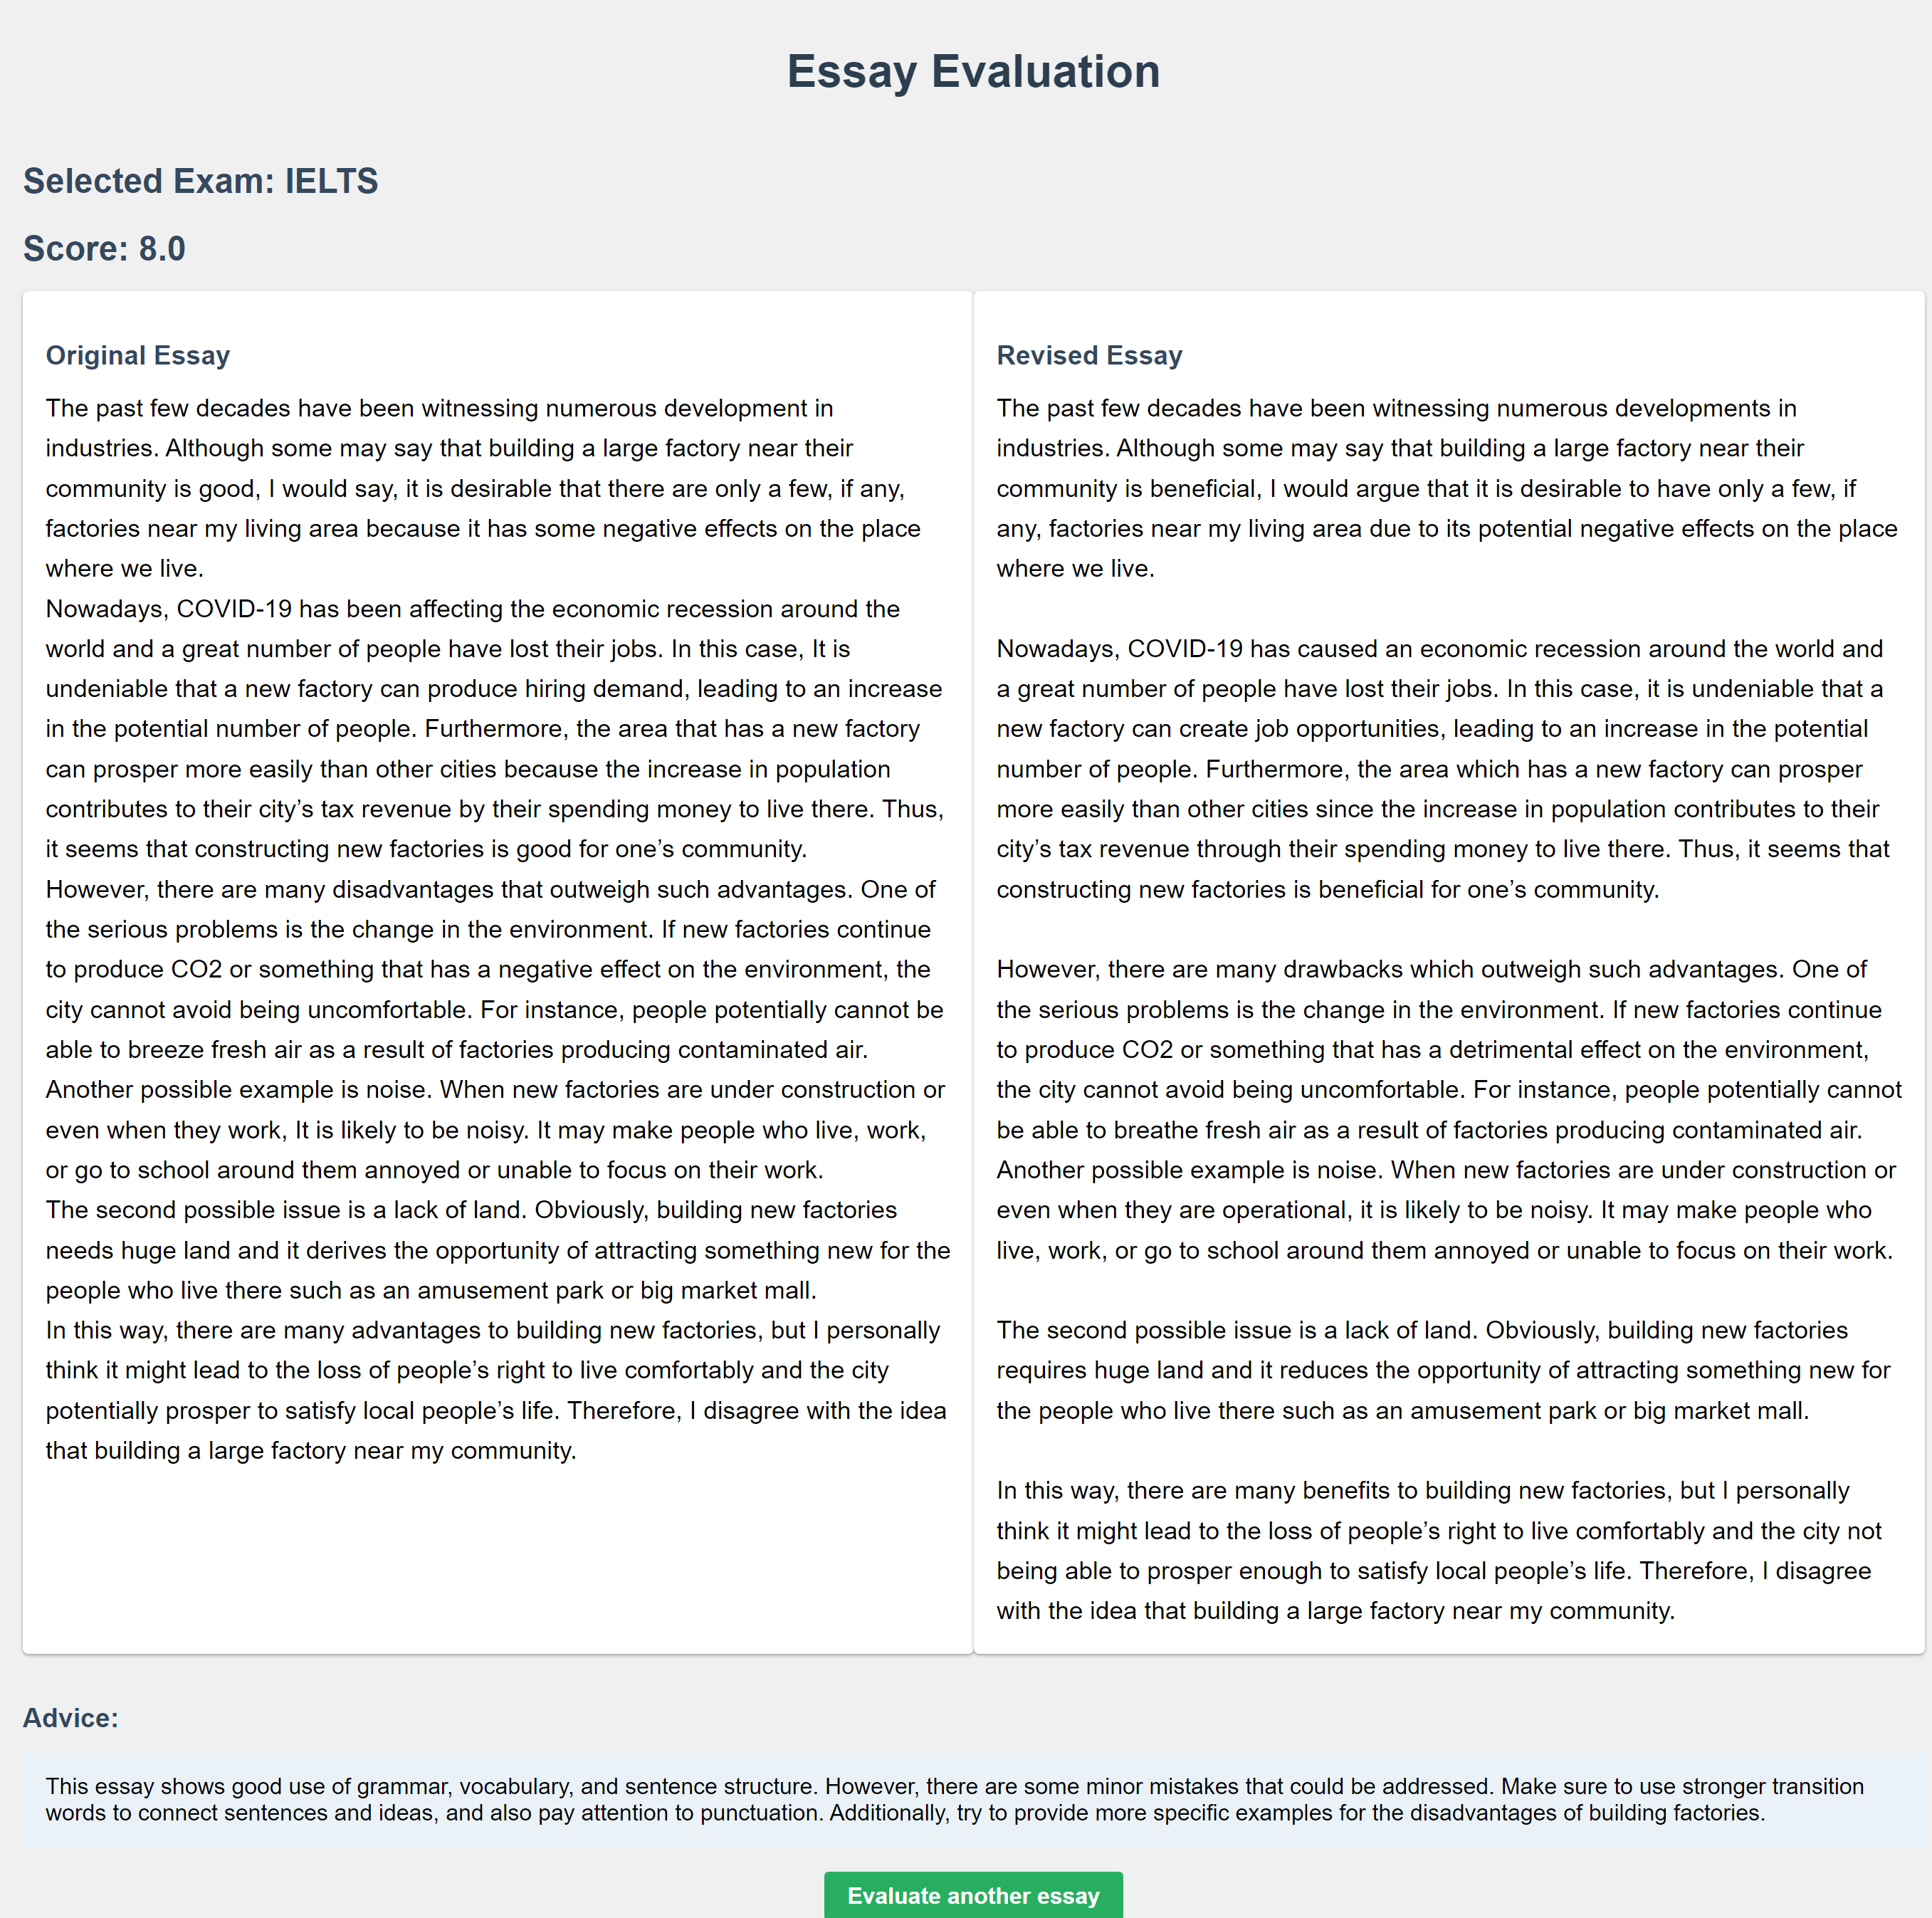 Essay Evaluation
Selected Exam: IELTS
Score: 8.0
Original Essay
The past few decades have been witnessing numerous development in
industries. Although some may say that building a large factory near their
community is good, I would say, it is desirable that there are only a few, if any,
factories near my living area because it has some negative effects on the place
where we live.
Nowadays, COVID-19 has been affecting the economic recession around the
world and a great number of people have lost their jobs. In this case, It is
undeniable that a new factory can produce hiring demand, leading to an increase
in the potential number of people. Furthermore, the area that has a new factory
can prosper more easily than other cities because the increase in population
contributes to their city’s tax revenue by their spending money to live there. Thus,
it seems that constructing new factories is good for one’s community.
However, there are many disadvantages that outweigh such advantages. One of
the serious problems is the change in the environment. If new factories continue
to produce CO2 or something that has a negative effect on the environment, the
city cannot avoid being uncomfortable. For instance, people potentially cannot be
able to breeze fresh air as a result of factories producing contaminated air.
Another possible example is noise. When new factories are under construction or
even when they work, It is likely to be noisy. It may make people who live, work,
or go to school around them annoyed or unable to focus on their work.
The second possible issue is a lack of land. Obviously, building new factories
needs huge land and it derives the opportunity of attracting something new for the
people who live there such as an amusement park or big market mall.
In this way, there are many advantages to building new factories, but I personally
think it might lead to the loss of people’s right to live comfortably and the city
potentially prosper to satisfy local people’s life. Therefore, I disagree with the idea
that building a large factory near my community.
Revised Essay
The past few decades have been witnessing numerous developments in
industries. Although some may say that building a large factory near their
community is beneficial, I would argue that it is desirable to have only a few, if
any, factories near my living area due to its potential negative effects on the place
where we live.
Nowadays, COVID-19 has caused an economic recession around the world and
a great number of people have lost their jobs. In this case, it is undeniable that a
new factory can create job opportunities, leading to an increase in the potential
number of people. Furthermore, the area which has a new factory can prosper
more easily than other cities since the increase in population contributes to their
city’s tax revenue through their spending money to live there. Thus, it seems that
constructing new factories is beneficial for one’s community.
However, there are many drawbacks which outweigh such advantages. One of
the serious problems is the change in the environment. If new factories continue
to produce CO2 or something that has a detrimental effect on the environment,
the city cannot avoid being uncomfortable. For instance, people potentially cannot
be able to breathe fresh air as a result of factories producing contaminated air.
Another possible example is noise. When new factories are under construction or
even when they are operational, it is likely to be noisy. It may make people who
live, work, or go to school around them annoyed or unable to focus on their work.
The second possible issue is a lack of land. Obviously, building new factories
requires huge land and it reduces the opportunity of attracting something new for
the people who live there such as an amusement park or big market mall.
In this way, there are many benefits to building new factories, but I personally
think it might lead to the loss of people’s right to live comfortably and the city not
being able to prosper enough to satisfy local people’s life. Therefore, I disagree
with the idea that building a large factory near my community.
Advice:
This essay shows good use of grammar, vocabulary, and sentence structure. However, there are some minor mistakes that could be addressed. Make sure to use stronger transition
words to connect sentences and ideas, and also pay attention to punctuation. Additionally, try to provide more specific examples for the disadvantages of building factories.
Evaluate another essay